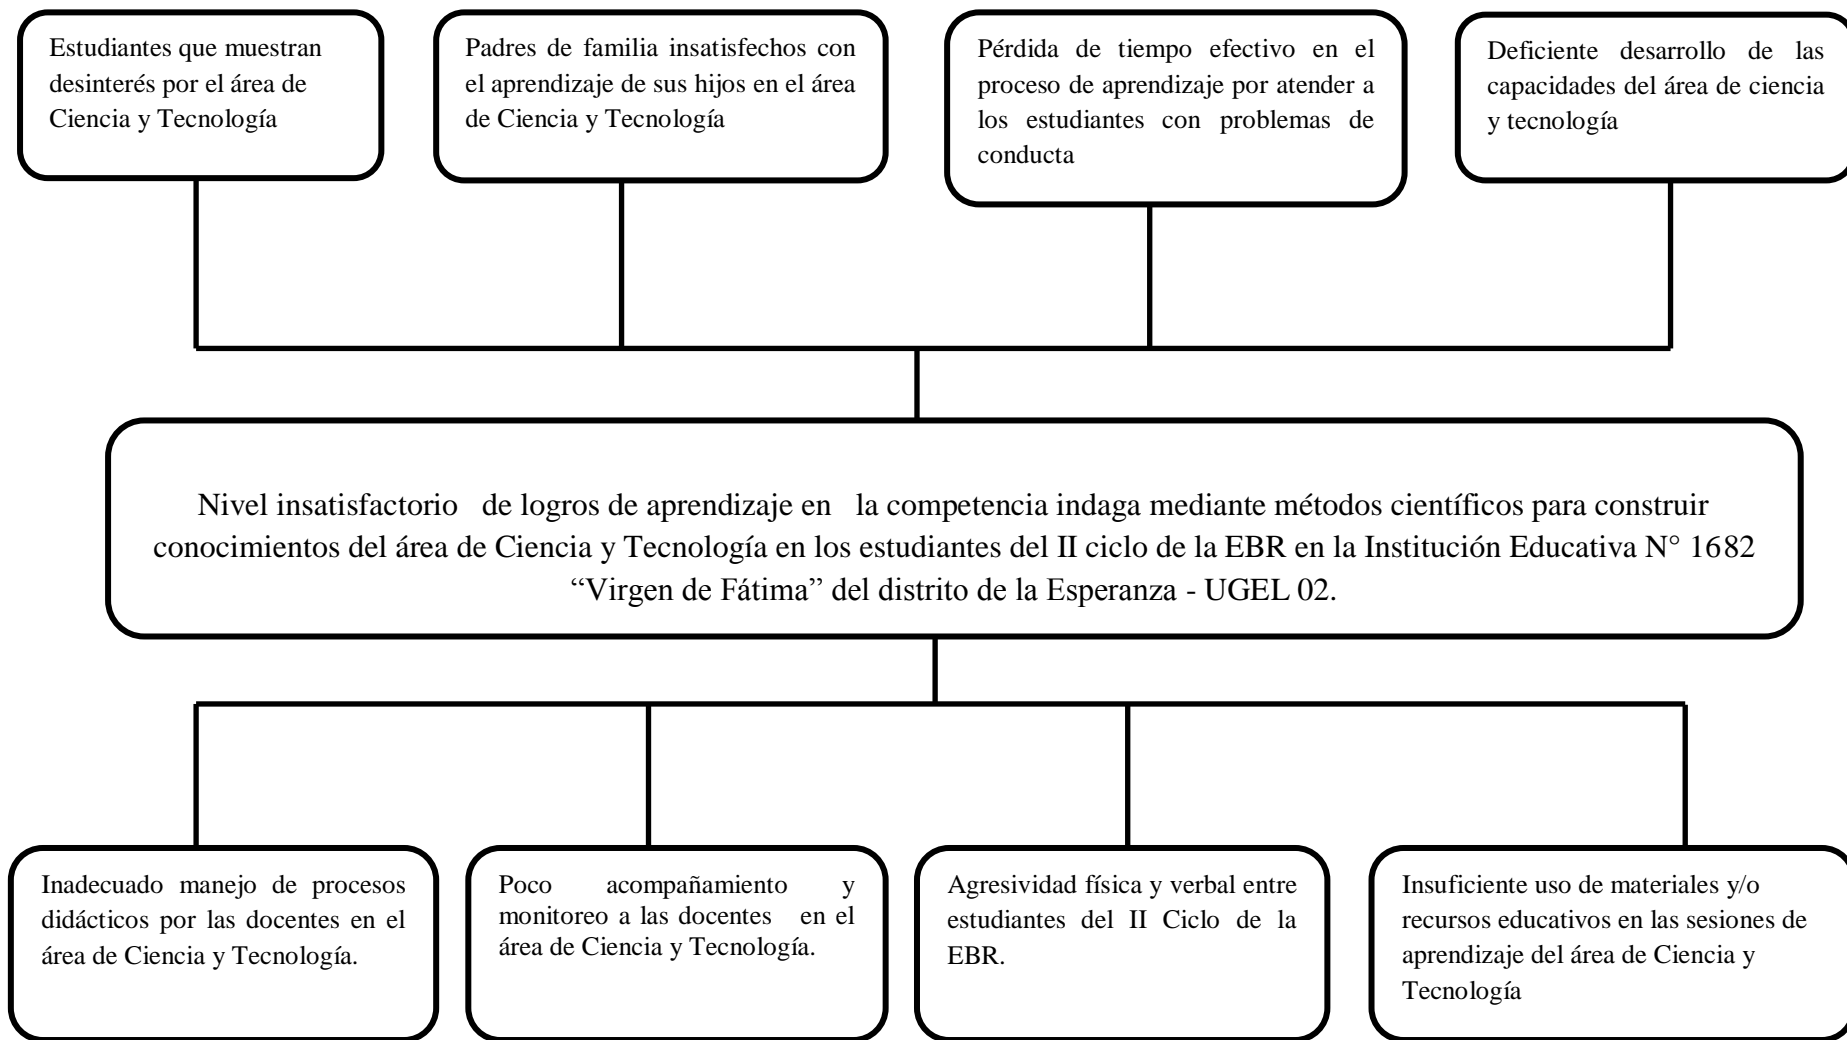 Estudiantes que muestran
desinterés por el área de
Ciencia y Tecnología
Padres de familia insatisfechos con
el aprendizaje de sus hijos en el área
de Ciencia y Tecnología
Pérdida de tiempo efectivo en el
proceso de aprendizaje por atender a
los estudiantes con problemas de
conducta
Deficiente desarrollo de las
capacidades del área de ciencia
y tecnología
Nivel insatisfactorio de logros de aprendizaje en la competencia indaga mediante métodos científicos para construir
conocimientos del área de Ciencia y Tecnología en los estudiantes del II ciclo de la EBR en la Institución Educativa N° 1682
“Virgen de Fátima” del distrito de la Esperanza - UGEL 02.
Inadecuado manejo de procesos
didácticos por las docentes en el
área de Ciencia y Tecnología.
Poco acompañamiento y
monitoreo a las docentes en el
área de Ciencia y Tecnología.
Agresividad física y verbal entre
estudiantes del II Ciclo de la
EBR.
Insuficiente uso de materiales y/o
recursos educativos en las sesiones de
aprendizaje del área de Ciencia y
Tecnología